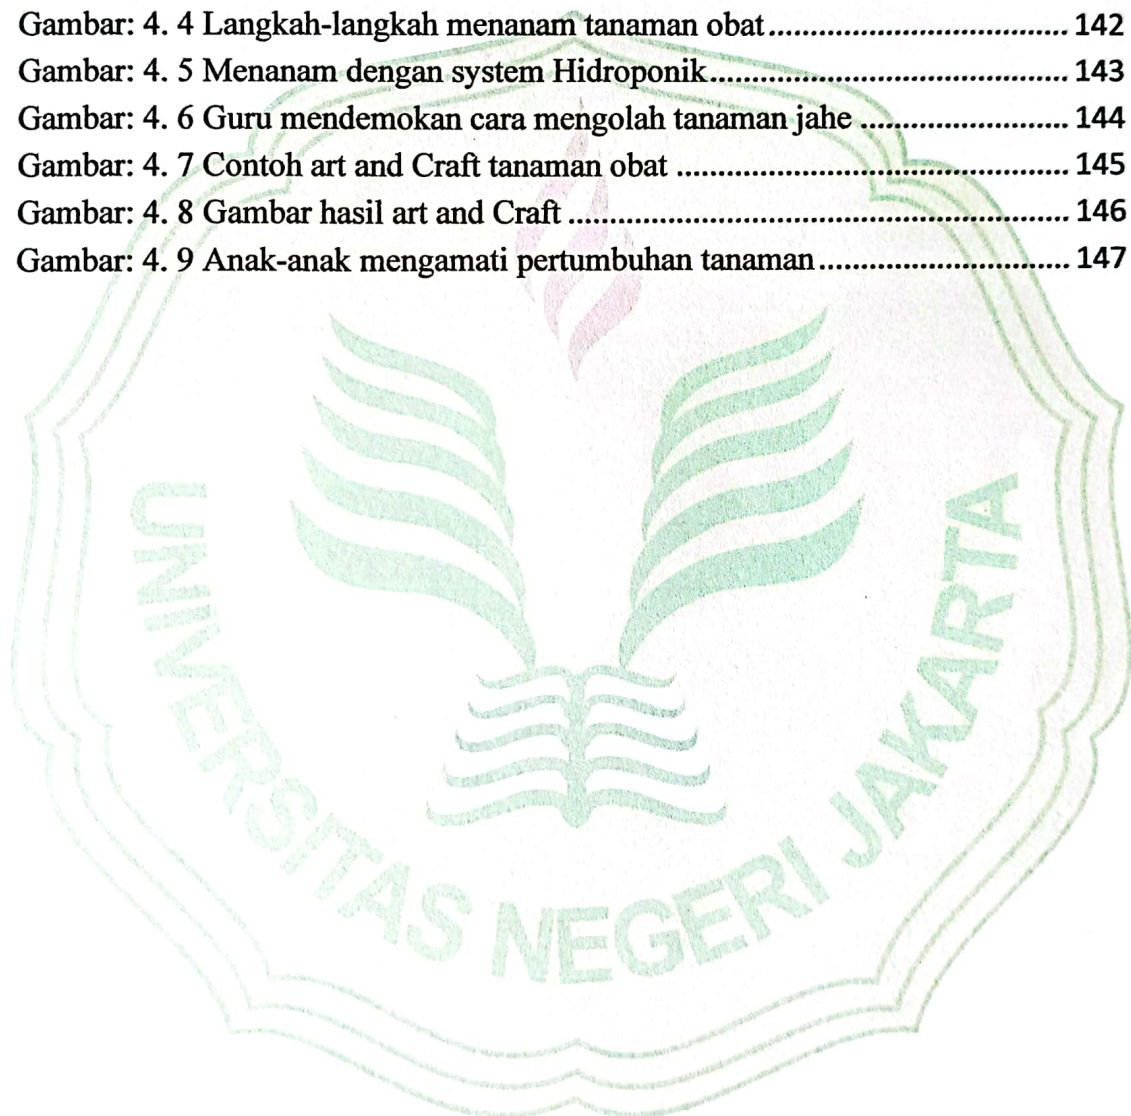 Gambar: 4. 4 Langkah-langkah menanam tanaman obat.................................... 142
Gambar: 4. 5 Menanam dengan system Hidroponik........................................... 143
Gambar: 4. 6 Guru mendemokan cara mengolah tanaman jahe ......................... 144
Gambar: 4. 7 Contoh art and Craft tanaman obat ............................................... 145
Gambar: 4. 8 Gambar hasil art and Craft ............................................................ 146
Gambar: 4. 9 Anak-anak mengamati pertumbuhan tanaman.............................. 147
UNIVERSITAS NEGERI JAKARTA